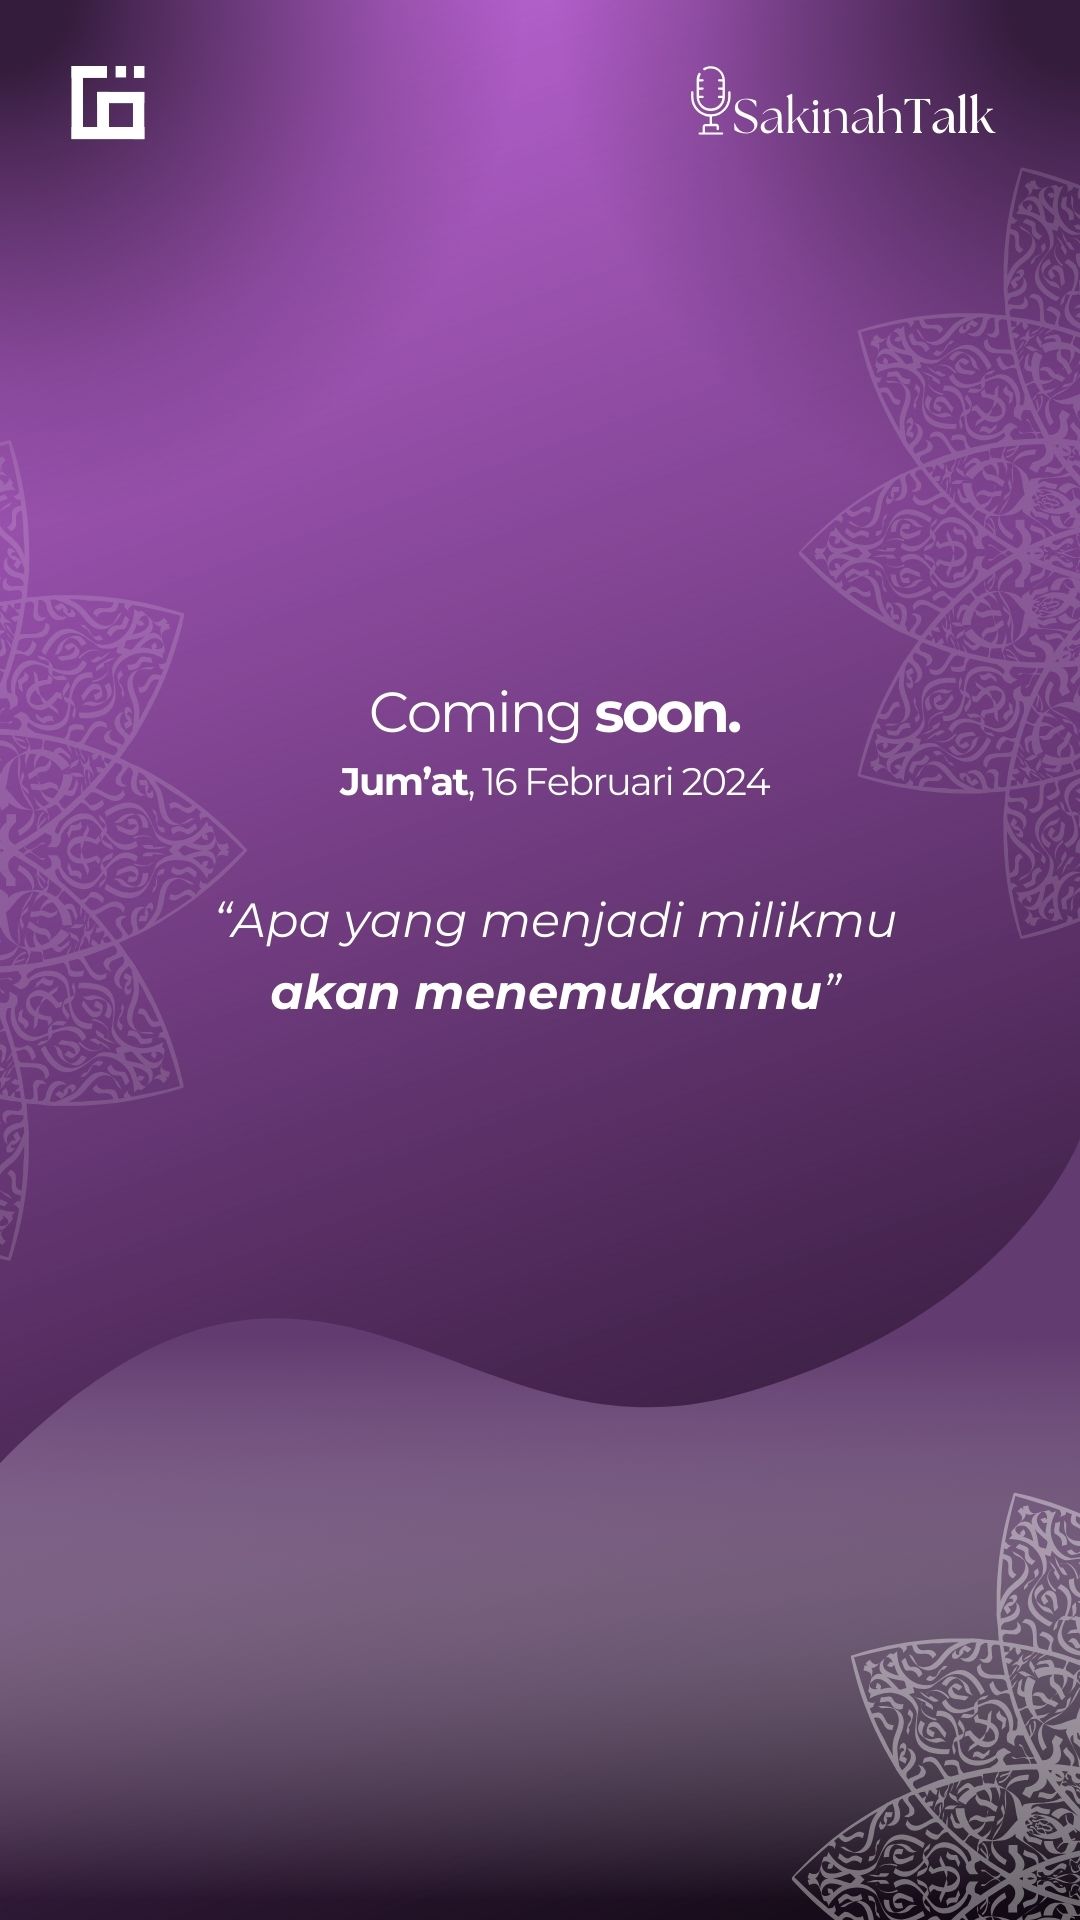 SakinahTalk
Coming soon.
Jum’at, 16 Februari 2024
“Apa yang menjadi milikmu
akan menemukanmu”